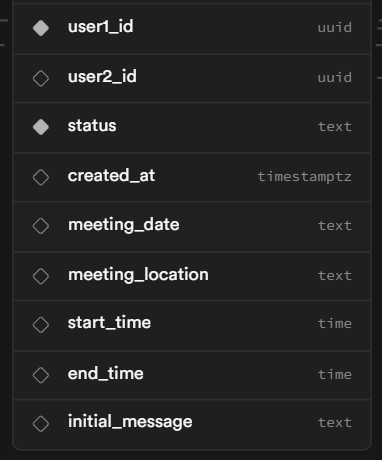 user1_id uuid
user2_id uuid
status text
created_at timestamptz
meeting_date text
meeting_location text
start_time time
end_time time
initial_message text